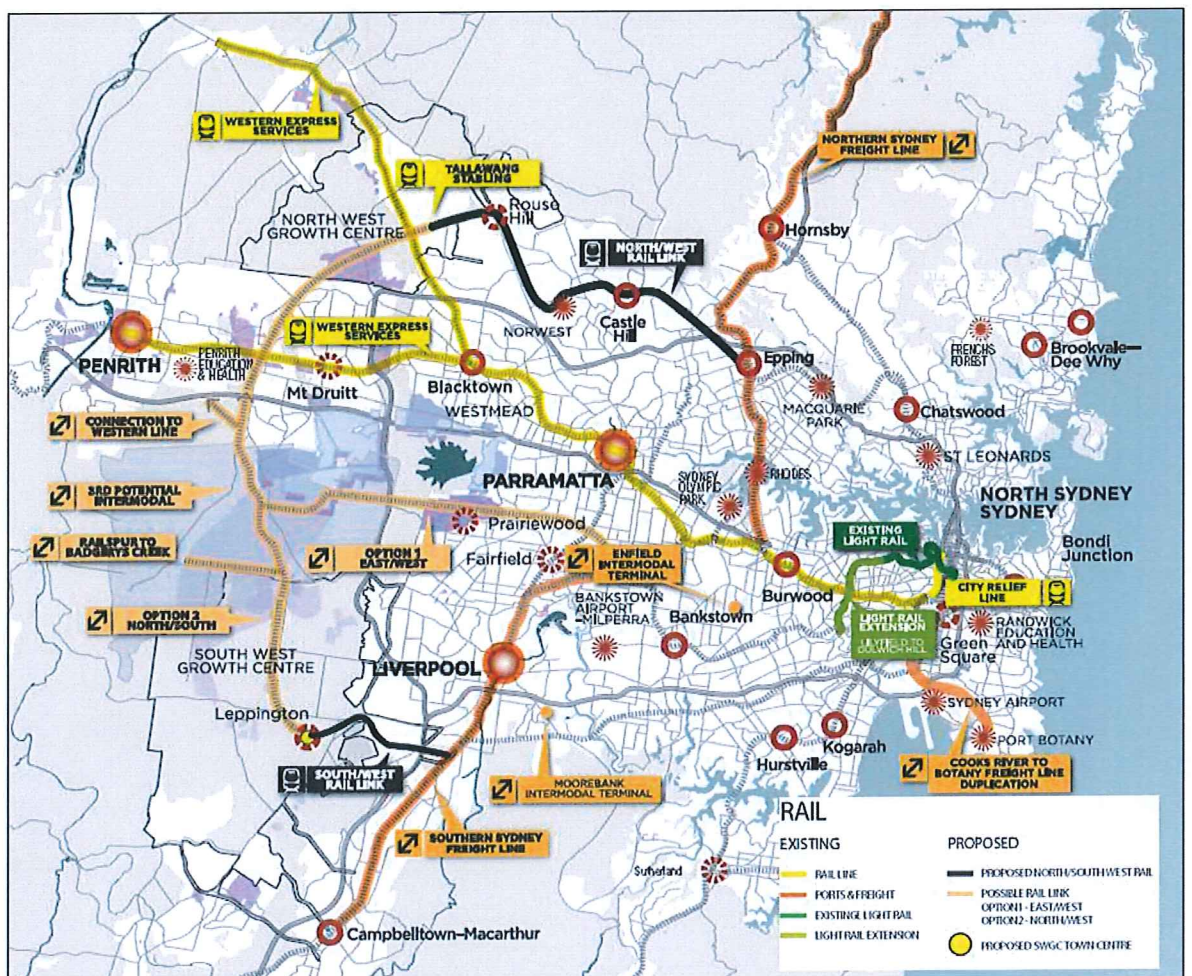 WESTERN EXPRESS
SERVICES
NORTHERN SYDNEY
FREIGHT LINE
TALLAWANG
STABLING
NORTH WEST
GROWTH CENTRE
Rouse
Hill
Hornsby
NORTH/WEST
RAIL LINK
NORWEST
Castle
Hill
WESTERN EXPRESS
SERVICES
PENRITH
PENRITH
EDUCATION
& HEALTH
Mt Druitt
Blacktown
WESTMEAD
Epping
FRENCHS
FOREST
Brookvale—
Dee Why
MACQUARIE
PARK
Chatswood
CONNECTION TO
WESTERN LINE
ST LEONARDS
PARRAMATTA
SYDNEY
OLYMPIC
PARK
RHODES
NORTH SYDNEY
SYDNEY
3RD POTENTIAL
INTERMODAL
Prairiewood
EXISTING
LIGHT RAIL
Bondi
Junction
RAIL SPUR TO
BADGERYS CREEK
OPTION 1
EAST/WEST
Fairfield
ENFIELD
INTERMODAL
TERMINAL
Burwood
CITY RELIEF
LINE
BANKSTOWN
AIRPORT
–MILPERRA
Bankstown
LIGHT RAIL
EXTENSION
LILYFIELD TO
DULWICH HILL
RANDWICK
EDUCATION
AND HEALTH
Green
Square
OPTION 2
NORTH/SOUTH
SOUTH WEST
GROWTH CENTRE
LIVERPOOL
SYDNEY AIRPORT
Leppington
PORT BOTANY
Kogarah
Hurstville
SOUTH/WEST
RAIL LINK
MOOREBANK
INTERMODAL TERMINAL
COOKS RIVER TO
BOTANY FREIGHT LINE
DUPLICATION
SOUTHERN SYDNEY
FREIGHT LINE
Sutherland
Campbelltown–Macarthur
RAIL
EXISTING
RAIL LINE
PORTS & FREIGHT
EXISTING LIGHT RAIL
LIGHT RAIL EXTENSION
PROPOSED
PROPOSED NORTH/SOUTH WEST RAIL
POSSIBLE RAIL LINK
OPTION1 - EAST/WEST
OPTION2 - NORTH/WEST
PROPOSED SWGC TOWN CENTRE